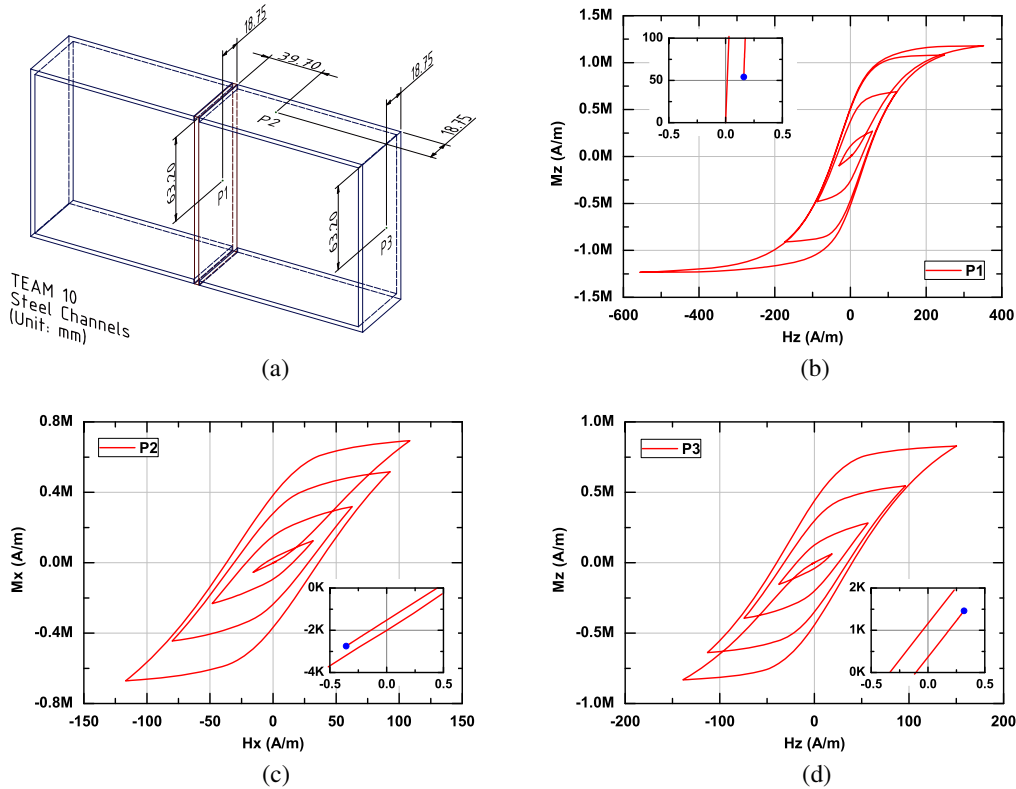 18.75
39.70
18.75
P2
18.75
63.20
P1
63.20
P3
TEAM 10
Steel Channels
(Unit: mm)
(a)
1.5M
1.0M
0.5M
0.0M
-0.5M
-1.0M
-1.5M
Mz (A/m)
100
50
0
-0.5 0.0 0.5
P1
-600 -400 -200 0 200 400
Hz (A/m)
(b)
0.8M
0.4M
0.0M
-0.4M
-0.8M
Mx (A/m)
P2
-0K
-2K
-4K
-0.5 0.0 0.5
-150 -100 -50 0 50 100 150
Hx (A/m)
(c)
1.0M
0.5M
0.0M
-0.5M
-1.0M
Mz (A/m)
P3
2K
1K
0K
-0.5 0.0 0.5
-200 -100 0 100 200
Hz (A/m)
(d)